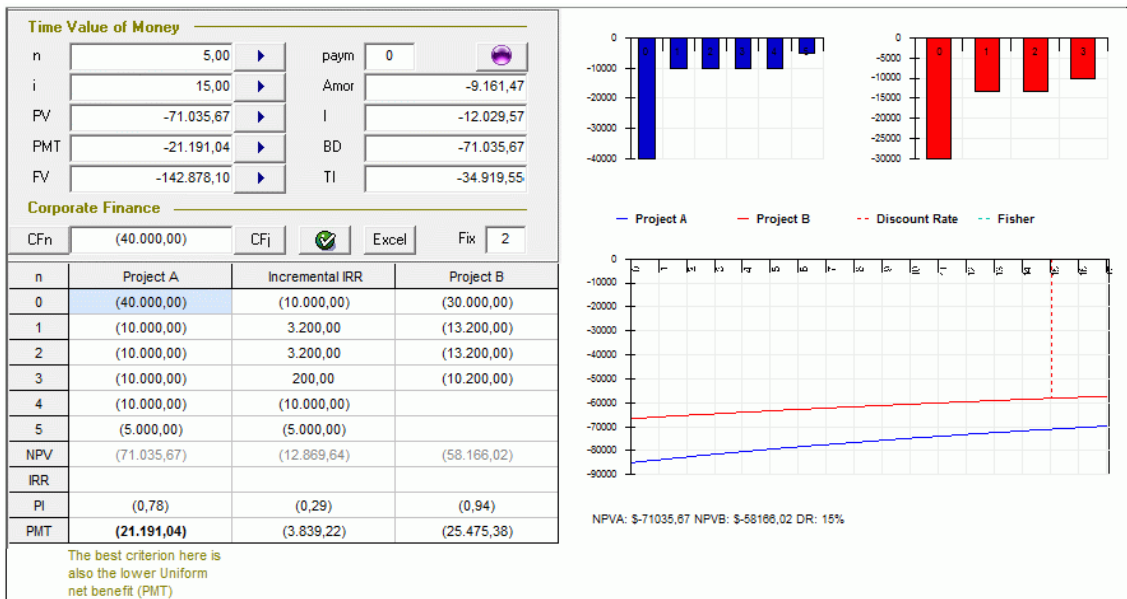 Time Value of Money
n 5,00 paym 0
i 15,00 Amor -9.161,47
PV -71.035,67 I -12.029,57
PMT -21.191,04 BD -71.035,67
FV -142.878,10 TI -34.919,55
Corporate Finance
CFn (40.000,00) CFj Excel Fix 2
n Project A Incremental IRR Project B
0 (40.000,00) (10.000,00) (30.000,00)
1 (10.000,00) 3.200,00 (13.200,00)
2 (10.000,00) 3.200,00 (13.200,00)
3 (10.000,00) 200,00 (10.200,00)
4 (10.000,00) (10.000,00)
5 (5.000,00) (5.000,00)
NPV (71.035,67) (12.869,64) (58.166,02)
IRR
PI (0,78) (0,29) (0,94)
PMT (21.191,04) (3.839,22) (25.475,38)
The best criterion here is
also the lower Uniform
net benefit (PMT)
0
-10000
-20000
-30000
-40000
0 1 2 3 4 5
0
-5000
-10000
-15000
-20000
-25000
-30000
0 1 2 3
Project A Project B Discount Rate Fisher
0
-10000
-20000
-30000
-40000
-50000
-60000
-70000
-80000
-90000
NPVA: $-71035,67 NPVB: $-58166,02 DR: 15%